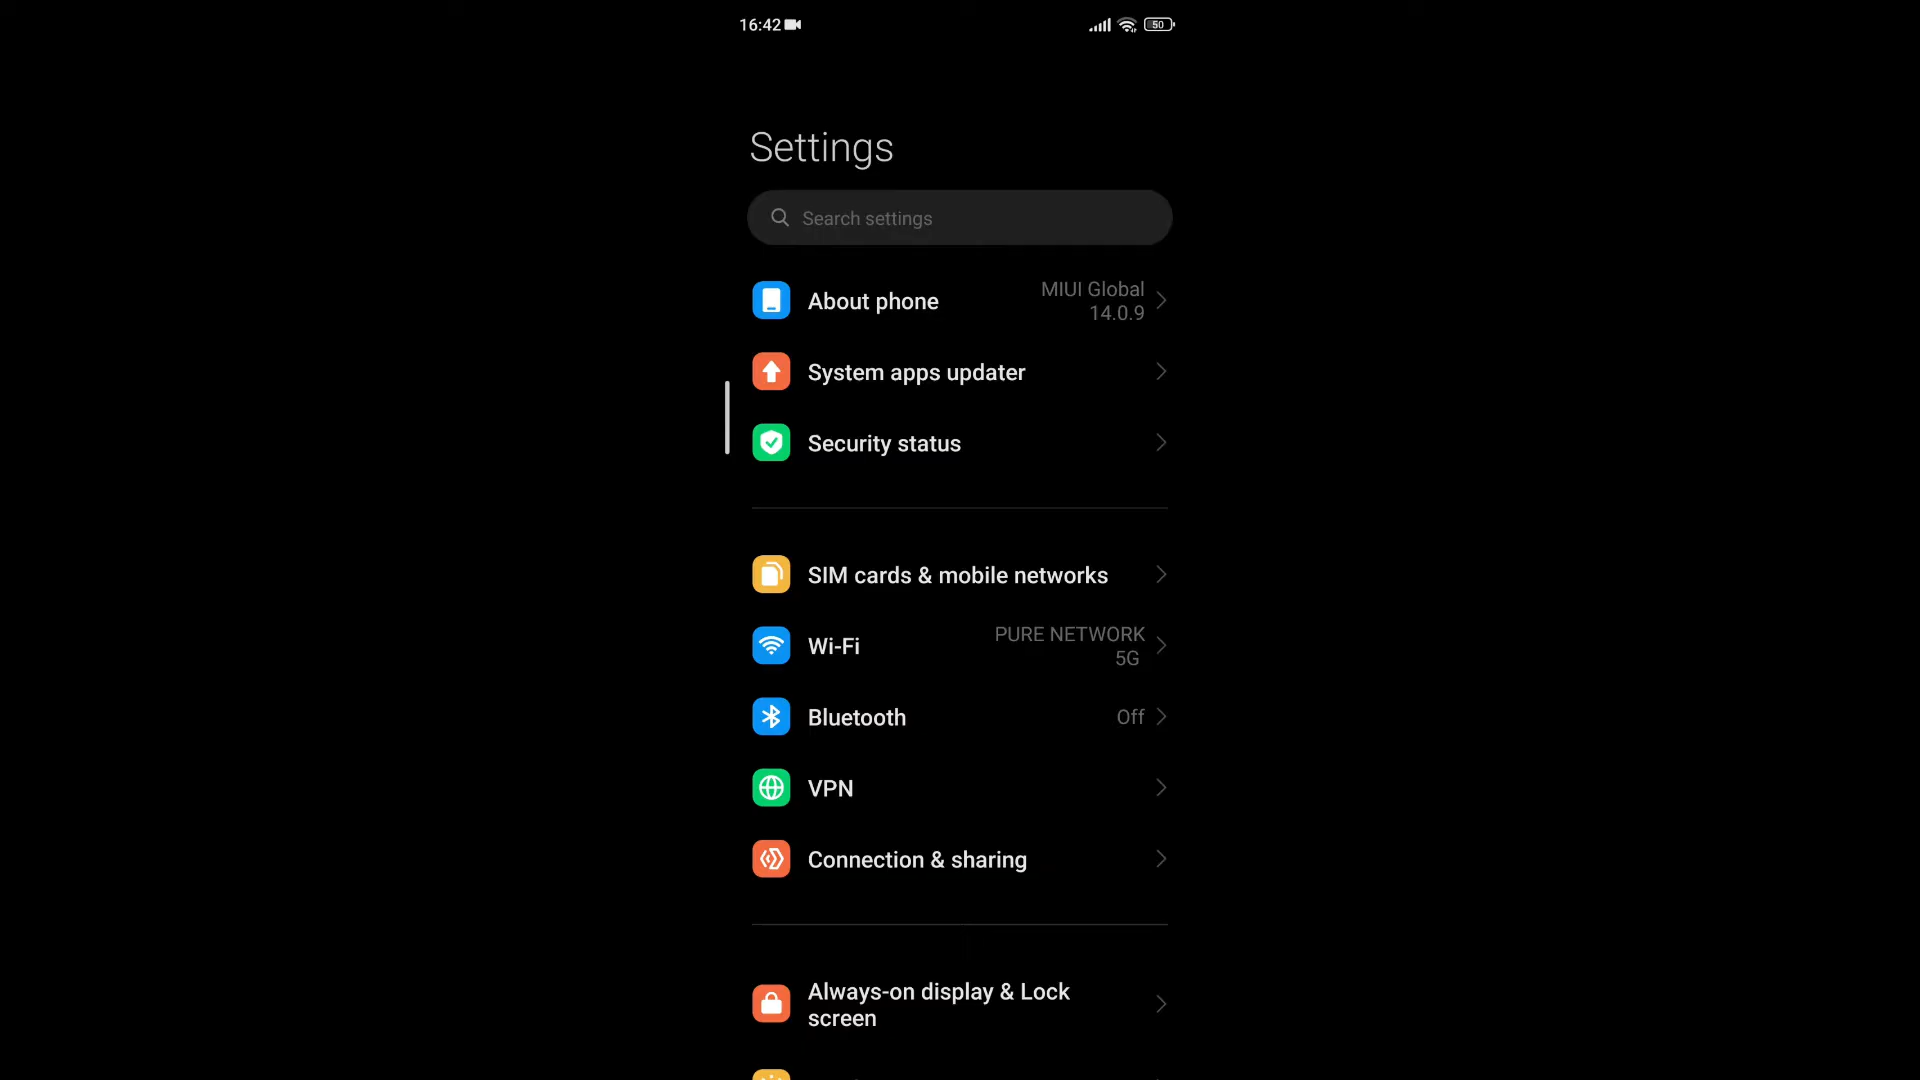 16:42
50
Settings
Search settings
About phone
MIUI Global
14.0.9
System apps updater
Security status
SIM cards & mobile networks
Wi-Fi
PURE NETWORK
5G
Bluetooth
Off
VPN
Connection & sharing
Always-on display & Lock
screen